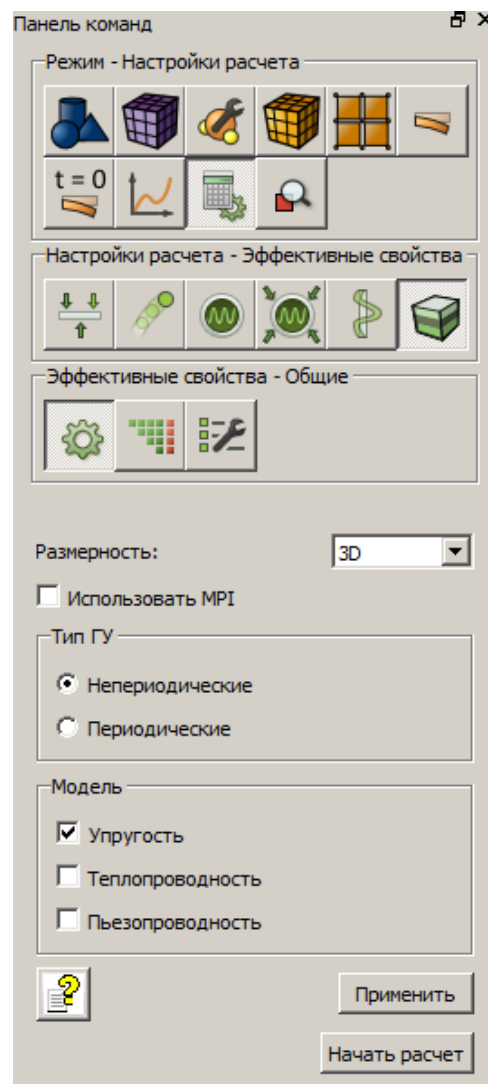 Панель команд
Режим - Настройки расчета
t = 0
Настройки расчета - Эффективные свойства
Эффективные свойства - Общие
Размерность: 3D
Использовать MPI
Тип ГУ
Непериодические
Периодические
Модель
Упругость
Теплопроводность
Пьезопроводность
Применить
Начать расчет